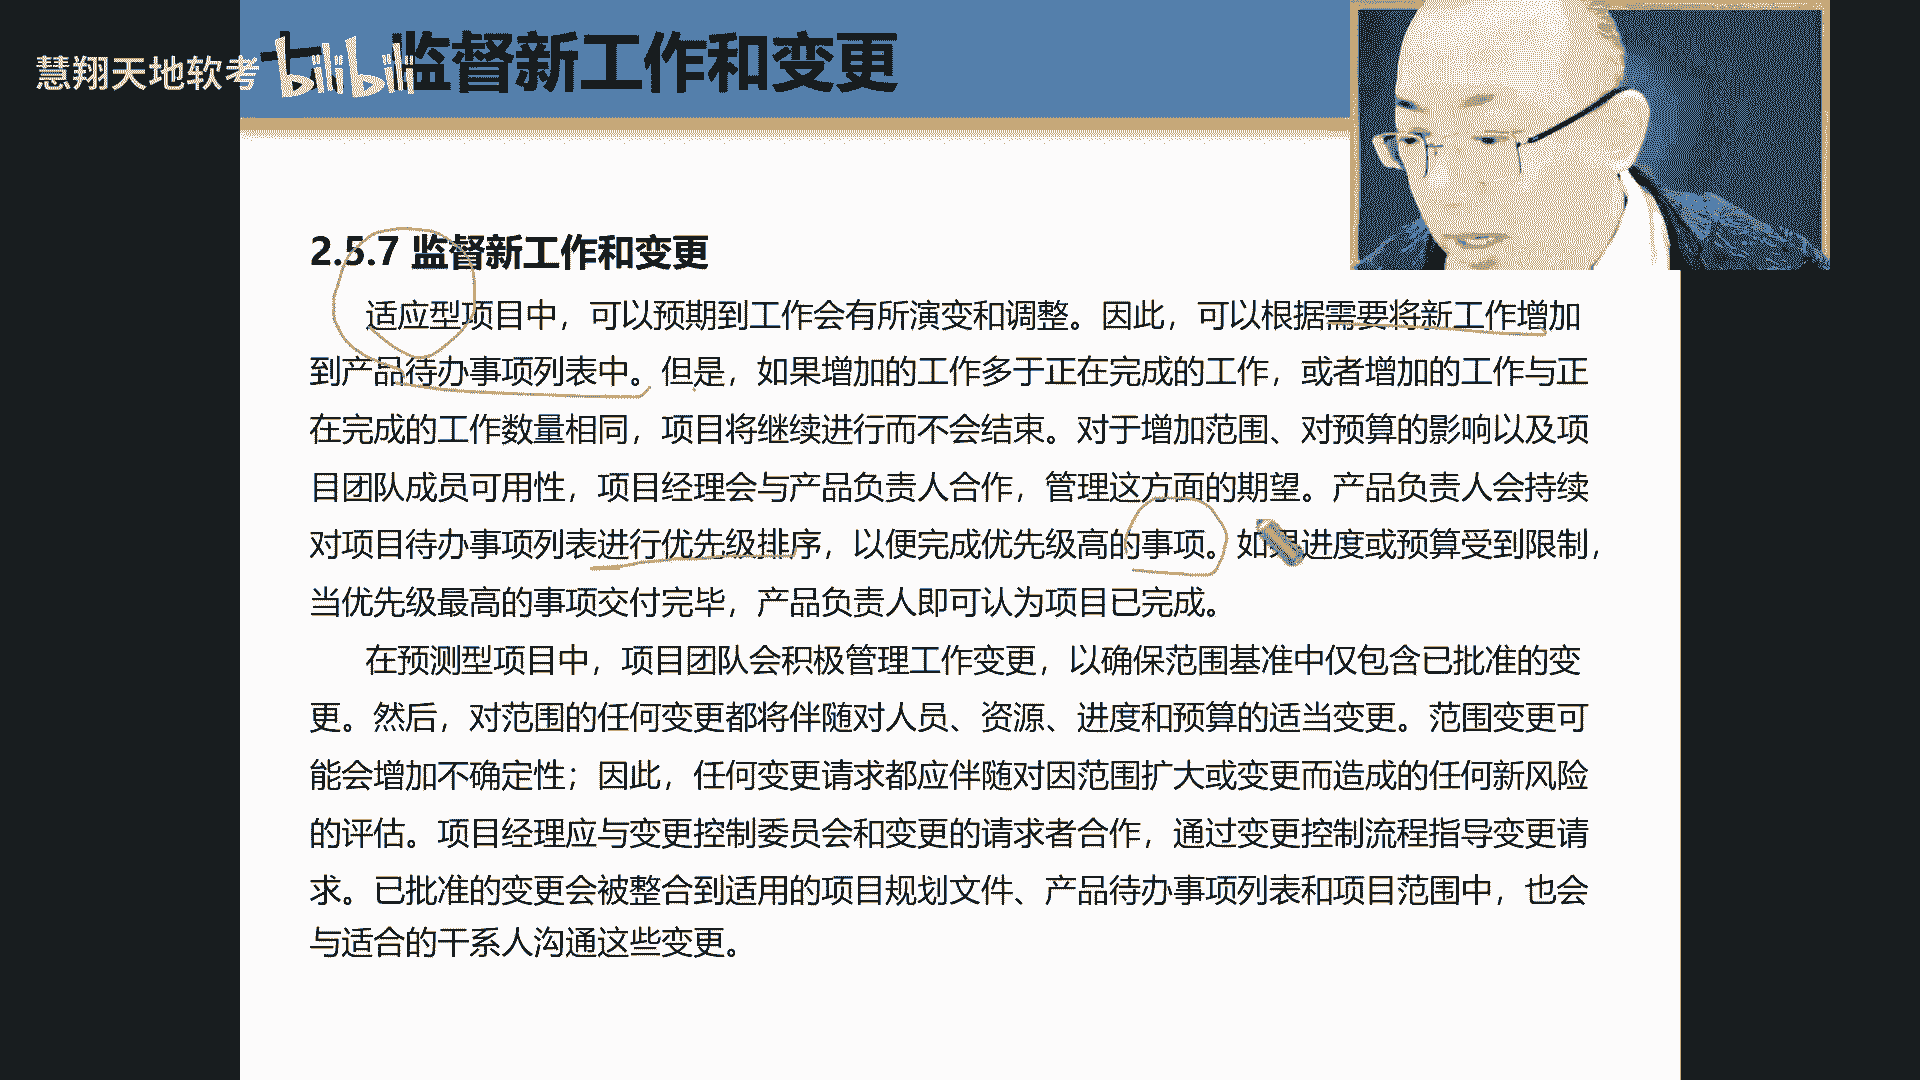 慧翔天地软考 bilibili
七、监督新工作和变更
2.5.7 监督新工作和变更
适应型项目中，可以预期到工作会有所演变和调整。因此，可以根据需要将新工作增加
到产品待办事项列表中。但是，如果增加的工作多于正在完成的工作，或者增加的工作与正
在完成的工作数量相同，项目将继续进行而不会结束。对于增加范围、对预算的影响以及项
目团队成员可用性，项目经理会与产品负责人合作，管理这方面的期望。产品负责人会持续
对项目待办事项列表进行优先级排序，以便完成优先级高的事项。如果进度或预算受到限制，
当优先级最高的事项交付完毕，产品负责人即可认为项目已完成。
在预测型项目中，项目团队会积极管理工作变更，以确保范围基准中仅包含已批准的变
更。然后，对范围的任何变更都将伴随对人员、资源、进度和预算的适当变更。范围变更可
能会增加不确定性；因此，任何变更请求都应伴随对因范围扩大或变更而造成的任何新风险
的评估。项目经理应与变更控制委员会和变更的请求者合作，通过变更控制流程指导变更请
求。已批准的变更会被整合到适用的项目规划文件、产品待办事项列表和项目范围中，也会
与适合的干系人沟通这些变更。